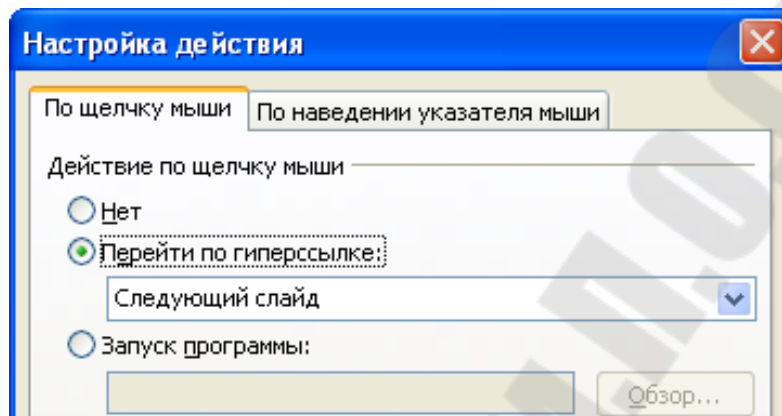 Настройка действия
По щелчку мыши По наведении указателя мыши
Действие по щелчку мыши
Нет
Перейти по гиперссылке:
Следующий слайд
Запуск программы:
Обзор...